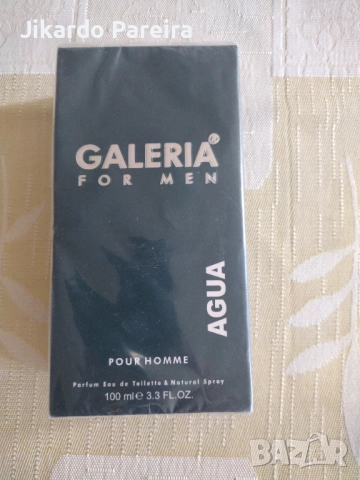 Jikardo Pareira
GALERIA®
FOR MEN
AGUA
POUR HOMME
Parfum Eau de Toilette & Natural Spray
100 ml ℮ 3.3 FL.OZ.
BAZAR